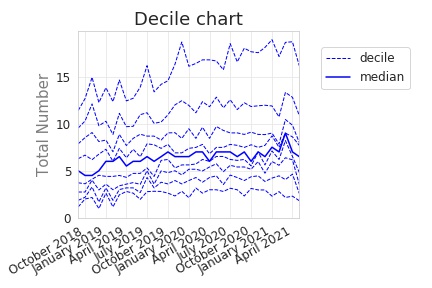 Decile chart
decile
median
Total Number
15
10
5
0
October 2018
January 2019
April 2019
July 2019
October 2019
January 2020
April 2020
July 2020
October 2020
January 2021
April 2021